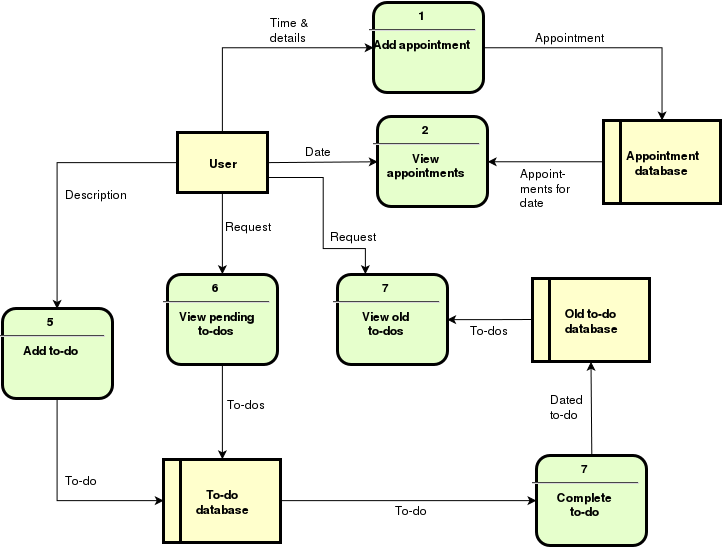 1
Add appointment
Time &
details
Appointment
2
View
appointments
User
Date
Appointment
database
Appoint-
ments for
date
Description
Request
Request
6
View pending
to-dos
7
View old
to-dos
Old to-do
database
5
Add to-do
To-dos
To-dos
Dated
to-do
To-do
To-do
database
To-do
7
Complete
to-do